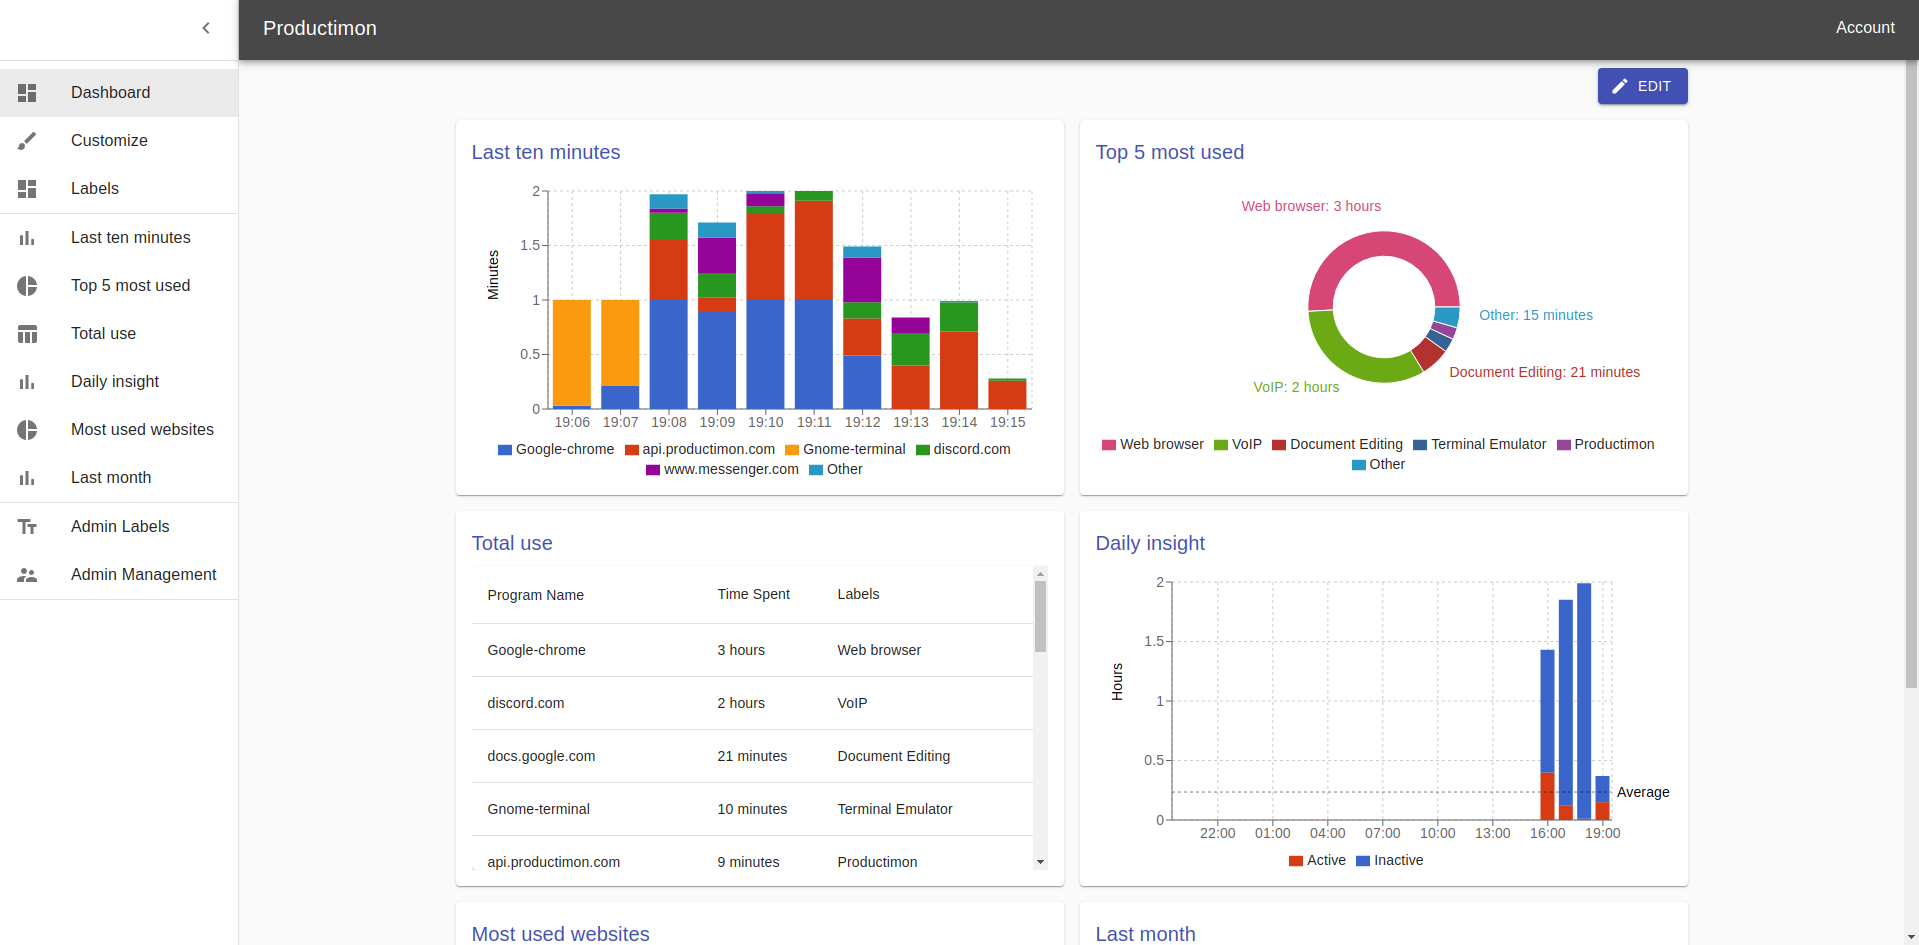 Productimon
Account
Dashboard
Customize
Labels
Last ten minutes
Top 5 most used
Total use
Daily insight
Most used websites
Last month
Admin Labels
Admin Management
EDIT
Last ten minutes
Minutes
2
1.5
1
0.5
0
19:06 19:07 19:08 19:09 19:10 19:11 19:12 19:13 19:14 19:15
Google-chrome api.productimon.com Gnome-terminal discord.com
www.messenger.com Other
Top 5 most used
Web browser: 3 hours
Other: 15 minutes
Document Editing: 21 minutes
VoIP: 2 hours
Web browser VoIP Document Editing Terminal Emulator Productimon
Other
Total use
Program Name Time Spent Labels
Google-chrome 3 hours Web browser
discord.com 2 hours VoIP
docs.google.com 21 minutes Document Editing
Gnome-terminal 10 minutes Terminal Emulator
api.productimon.com 9 minutes Productimon
Daily insight
Hours
2
1.5
1
0.5
0
Average
22:00 01:00 04:00 07:00 10:00 13:00 16:00 19:00
Active Inactive
Most used websites
Last month